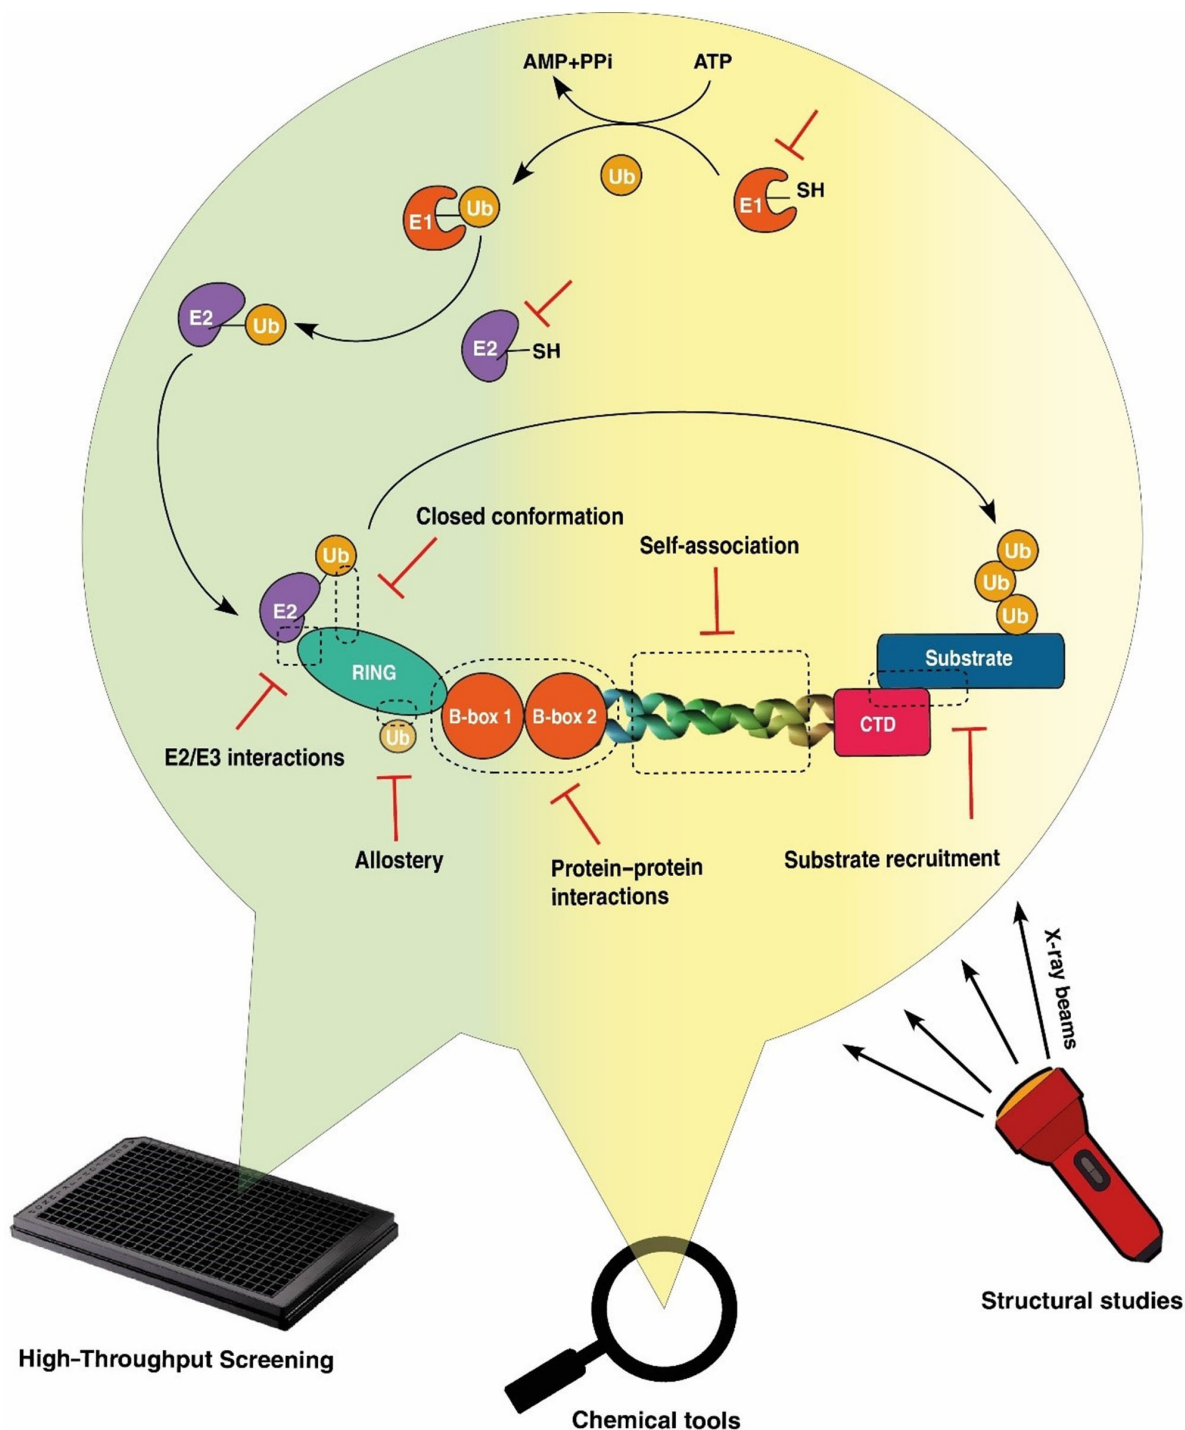 AMP+PPi
ATP
Ub
SH
E1
E1
Ub
E2
Ub
E2
SH
Closed conformation
Self-association
Ub
Ub
Ub
Ub
E2
RING
Substrate
B-box 1
B-box 2
CTD
Ub
E2/E3 interactions
Allostery
Protein–protein
interactions
Substrate recruitment
X-ray beams
Structural studies
High-Throughput Screening
Chemical tools